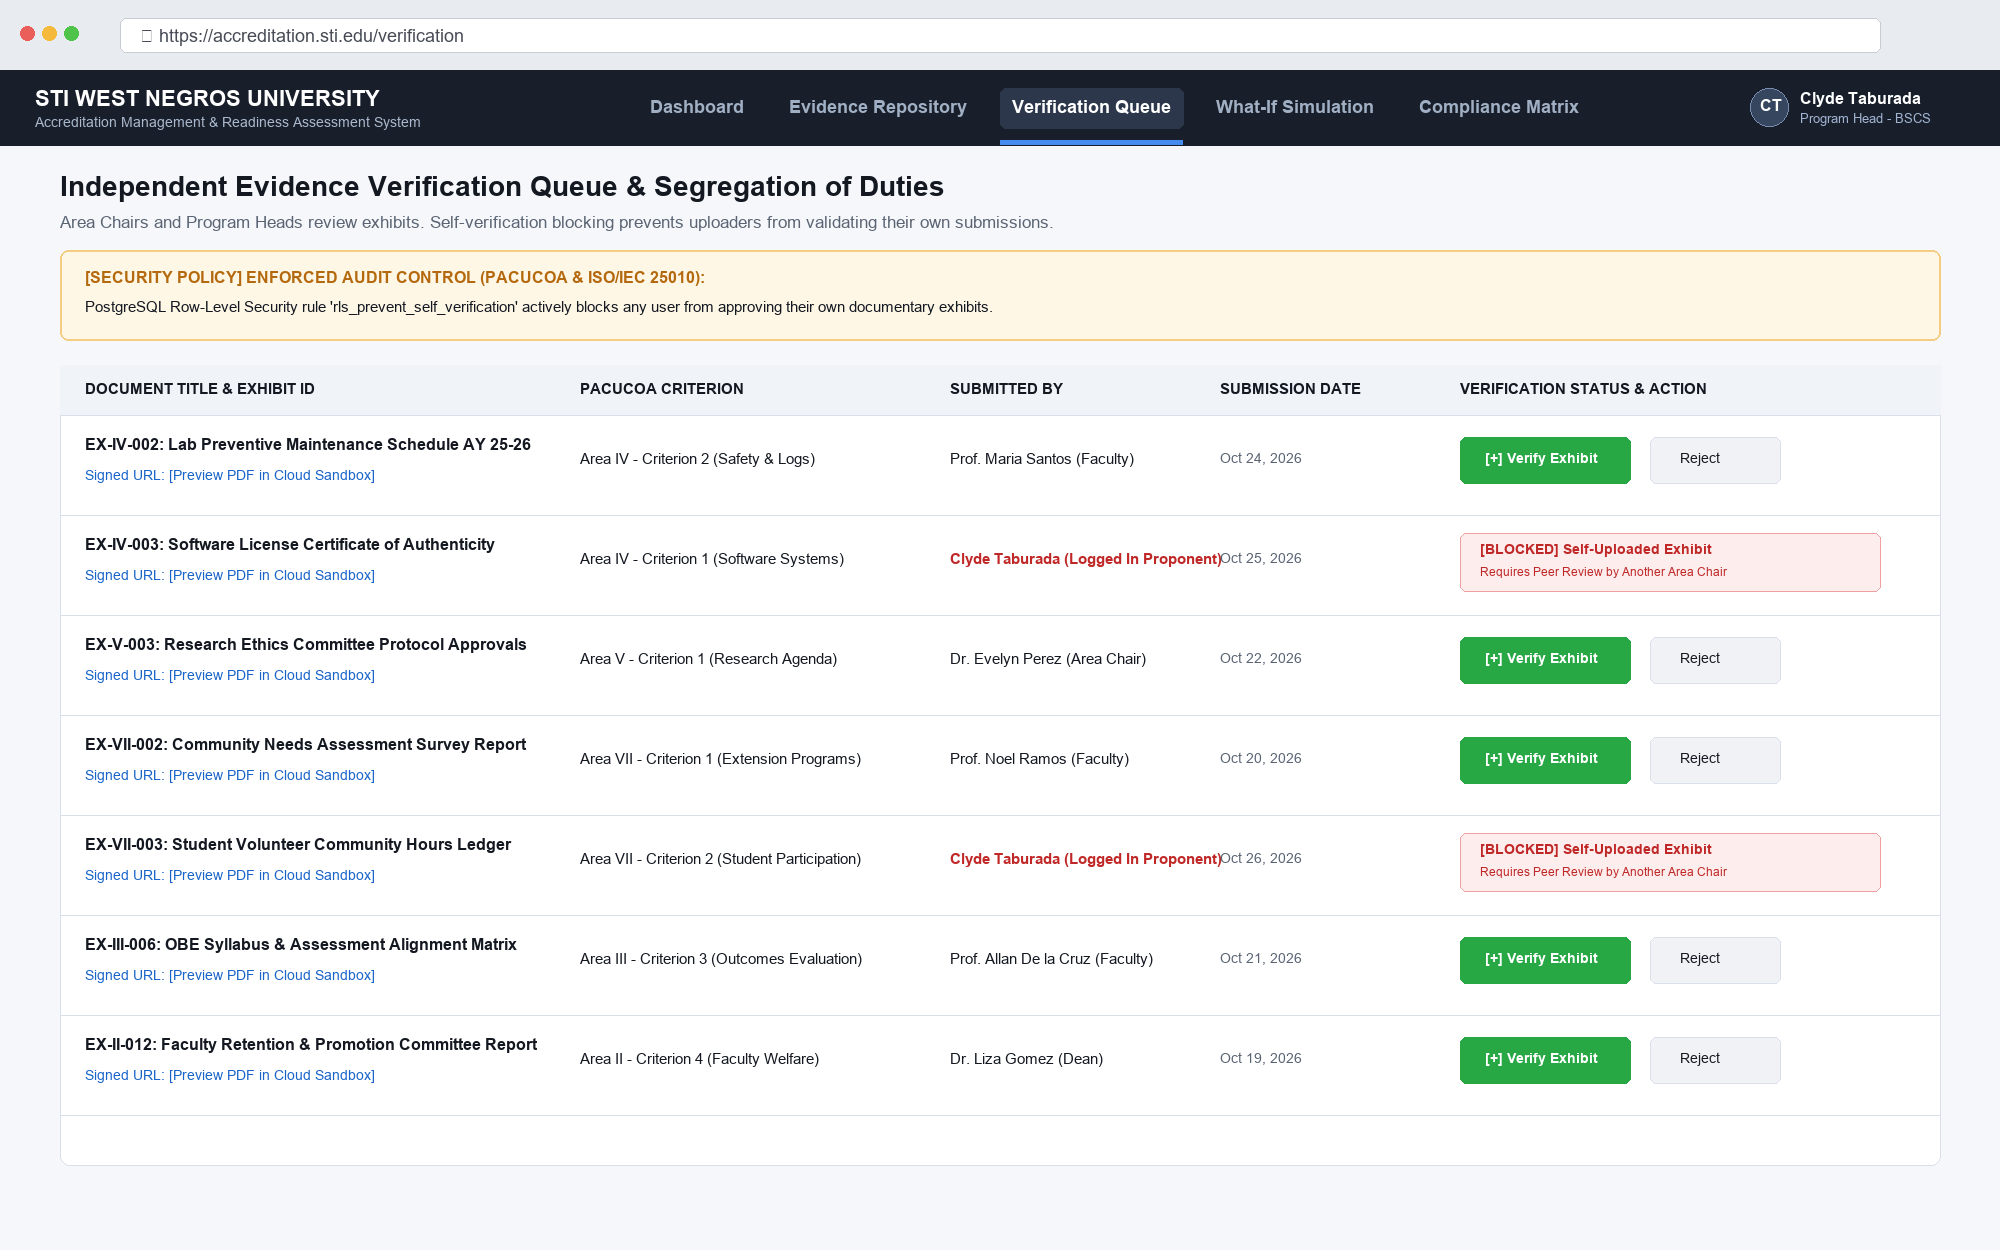 https://accreditation.sti.edu/verification
STI WEST NEGROS UNIVERSITY
Accreditation Management & Readiness Assessment System
Dashboard
Evidence Repository
Verification Queue
What-If Simulation
Compliance Matrix
CT
Clyde Taburada
Program Head - BSCS
Independent Evidence Verification Queue & Segregation of Duties
Area Chairs and Program Heads review exhibits. Self-verification blocking prevents uploaders from validating their own submissions.
[SECURITY POLICY] ENFORCED AUDIT CONTROL (PACUCOA & ISO/IEC 25010):
PostgreSQL Row-Level Security rule 'rls_prevent_self_verification' actively blocks any user from approving their own documentary exhibits.
DOCUMENT TITLE & EXHIBIT ID
PACUCOA CRITERION
SUBMITTED BY
SUBMISSION DATE
VERIFICATION STATUS & ACTION
EX-IV-002: Lab Preventive Maintenance Schedule AY 25-26
Signed URL: [Preview PDF in Cloud Sandbox]
Area IV - Criterion 2 (Safety & Logs)
Prof. Maria Santos (Faculty)
Oct 24, 2026
[+] Verify Exhibit
Reject
EX-IV-003: Software License Certificate of Authenticity
Signed URL: [Preview PDF in Cloud Sandbox]
Area IV - Criterion 1 (Software Systems)
Clyde Taburada (Logged In Proponent)
Oct 25, 2026
[BLOCKED] Self-Uploaded Exhibit
Requires Peer Review by Another Area Chair
EX-V-003: Research Ethics Committee Protocol Approvals
Signed URL: [Preview PDF in Cloud Sandbox]
Area V - Criterion 1 (Research Agenda)
Dr. Evelyn Perez (Area Chair)
Oct 22, 2026
[+] Verify Exhibit
Reject
EX-VII-002: Community Needs Assessment Survey Report
Signed URL: [Preview PDF in Cloud Sandbox]
Area VII - Criterion 1 (Extension Programs)
Prof. Noel Ramos (Faculty)
Oct 20, 2026
[+] Verify Exhibit
Reject
EX-VII-003: Student Volunteer Community Hours Ledger
Signed URL: [Preview PDF in Cloud Sandbox]
Area VII - Criterion 2 (Student Participation)
Clyde Taburada (Logged In Proponent)
Oct 26, 2026
[BLOCKED] Self-Uploaded Exhibit
Requires Peer Review by Another Area Chair
EX-III-006: OBE Syllabus & Assessment Alignment Matrix
Signed URL: [Preview PDF in Cloud Sandbox]
Area III - Criterion 3 (Outcomes Evaluation)
Prof. Allan De la Cruz (Faculty)
Oct 21, 2026
[+] Verify Exhibit
Reject
EX-II-012: Faculty Retention & Promotion Committee Report
Signed URL: [Preview PDF in Cloud Sandbox]
Area II - Criterion 4 (Faculty Welfare)
Dr. Liza Gomez (Dean)
Oct 19, 2026
[+] Verify Exhibit
Reject